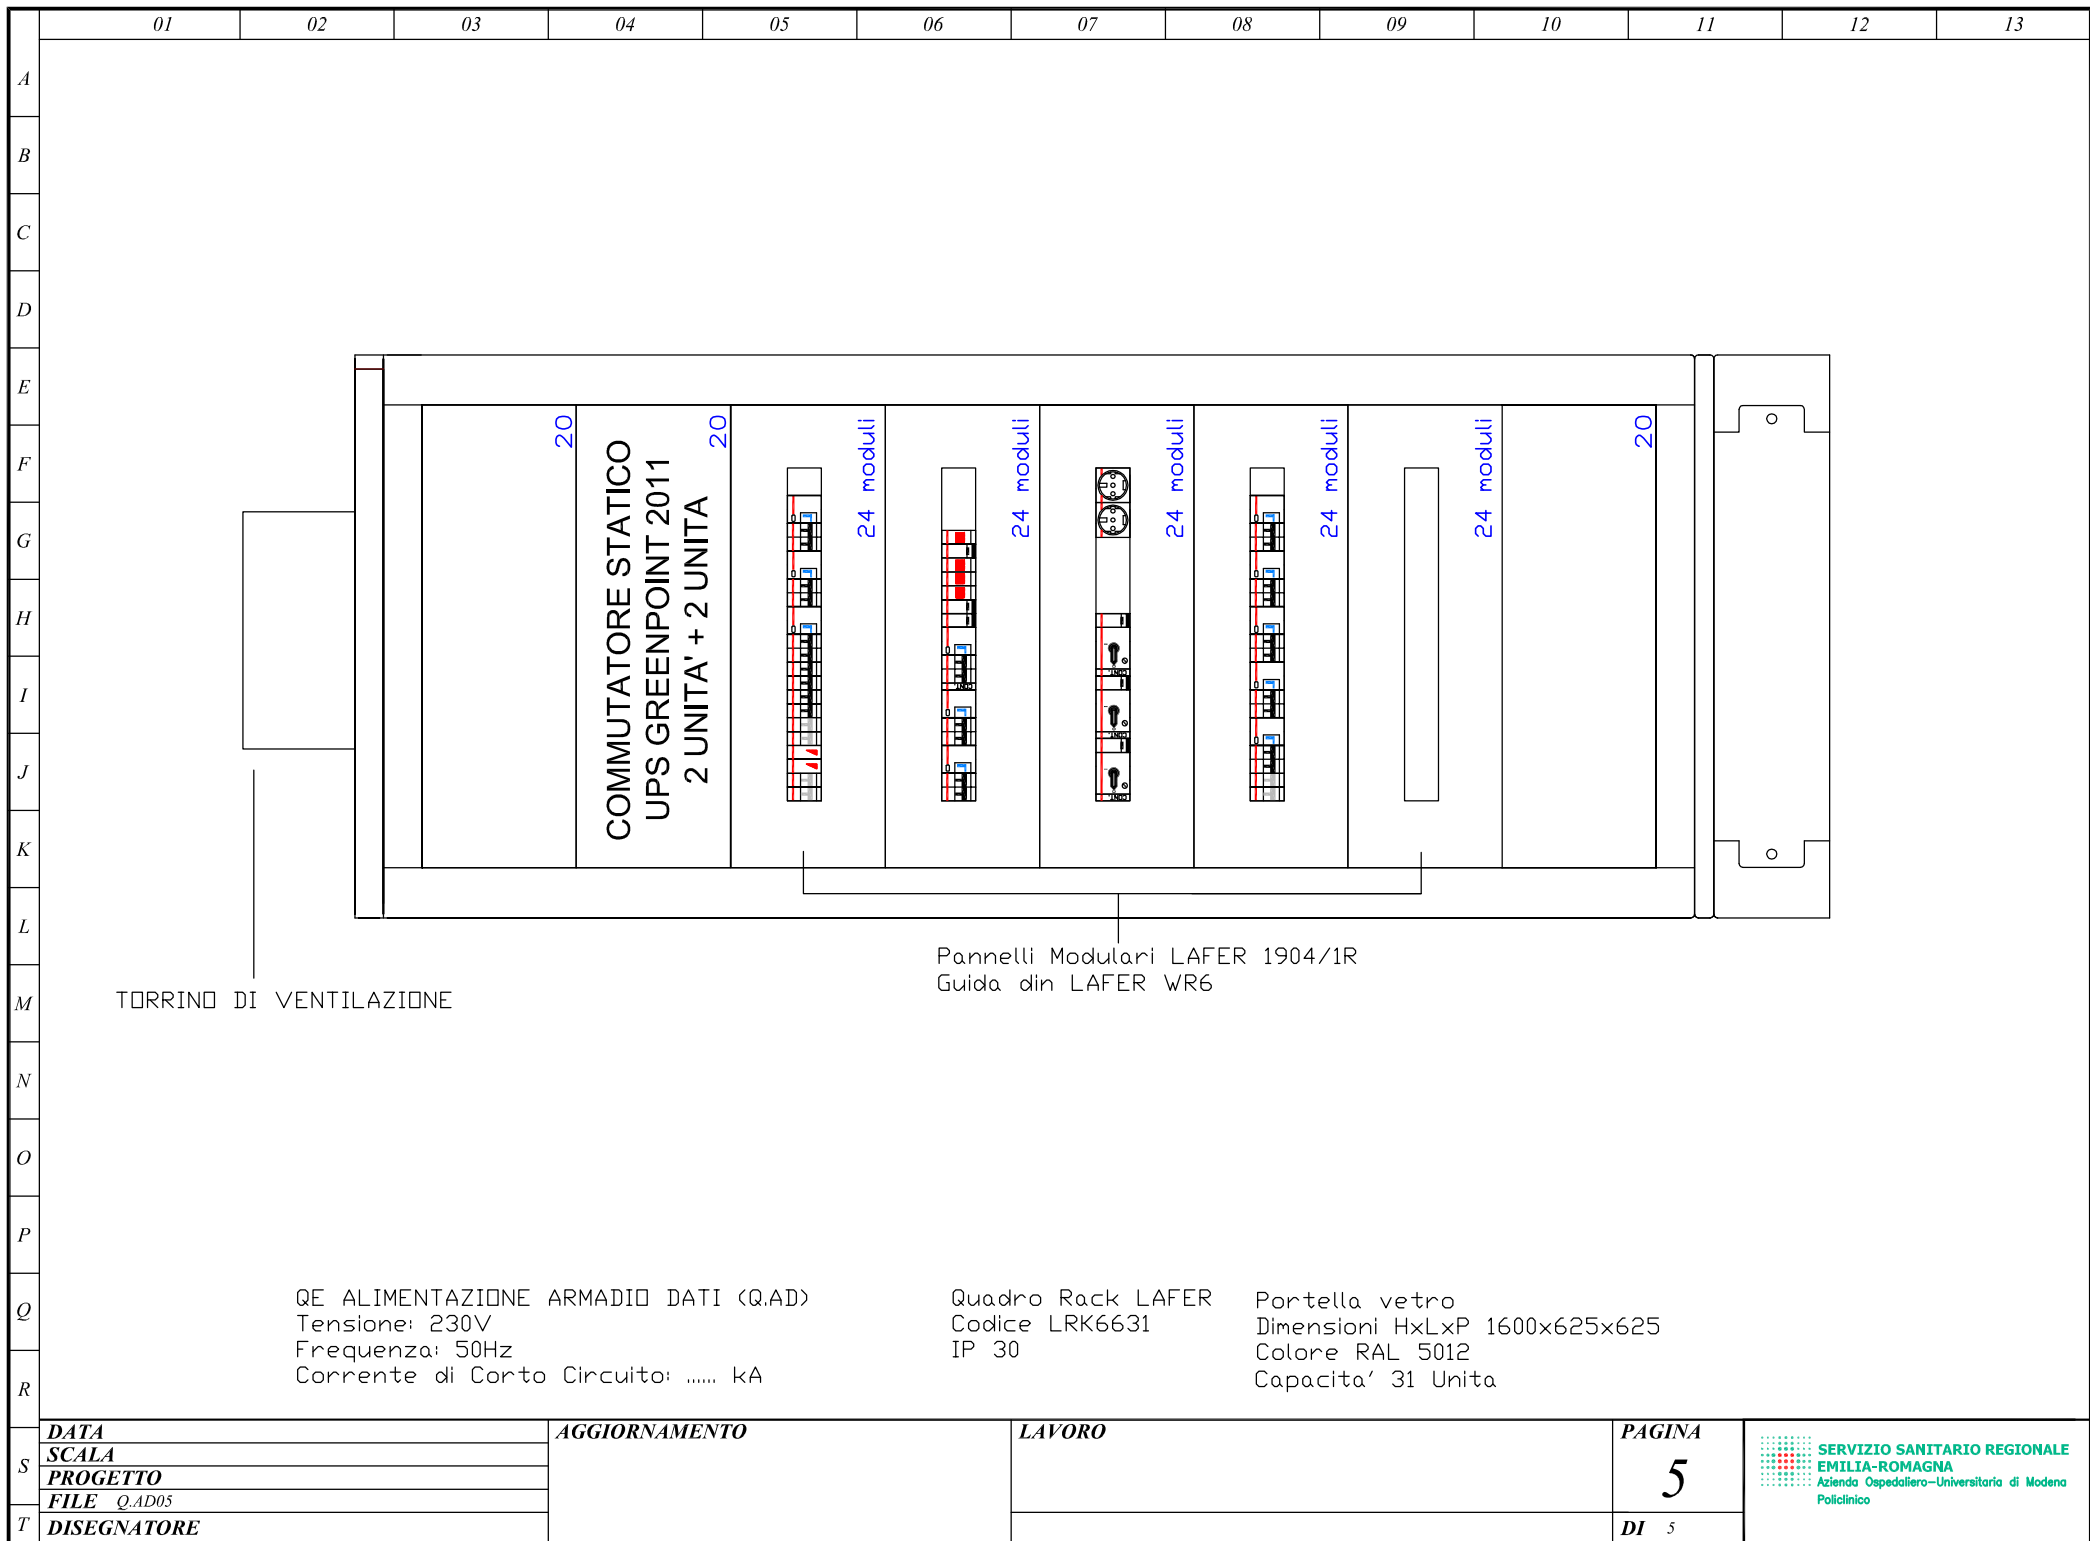 01 02 03 04 05 06 07 08 09 10 11 12 13
A
B
C
D
E
F
G
H
I
J
K
L
M
N
O
P
Q
R
S
T
20
COMMUTATORE STATICO
UPS GREENPOINT 2011
2 UNITA' + 2 UNITA
20
24 moduli
24 moduli
24 moduli
24 moduli
24 moduli
20
CONT.
CONT.
CONT.
CONT.
TORRINO DI VENTILAZIONE
Pannelli Modulari LAFER 1904/1R
Guida din LAFER WR6
QE ALIMENTAZIONE ARMADIO DATI (Q.AD)
Tensione: 230V
Frequenza: 50Hz
Corrente di Corto Circuito: ...... kA
Quadro Rack LAFER
Codice LRK6631
IP 30
Portella vetro
Dimensioni HxLxP 1600x625x625
Colore RAL 5012
Capacita' 31 Unita
DATA
SCALA
PROGETTO
FILE Q.AD05
DISEGNATORE
AGGIORNAMENTO
LAVORO
PAGINA
5
DI 5
SERVIZIO SANITARIO REGIONALE
EMILIA-ROMAGNA
Azienda Ospedaliero-Universitaria di Modena
Policlinico